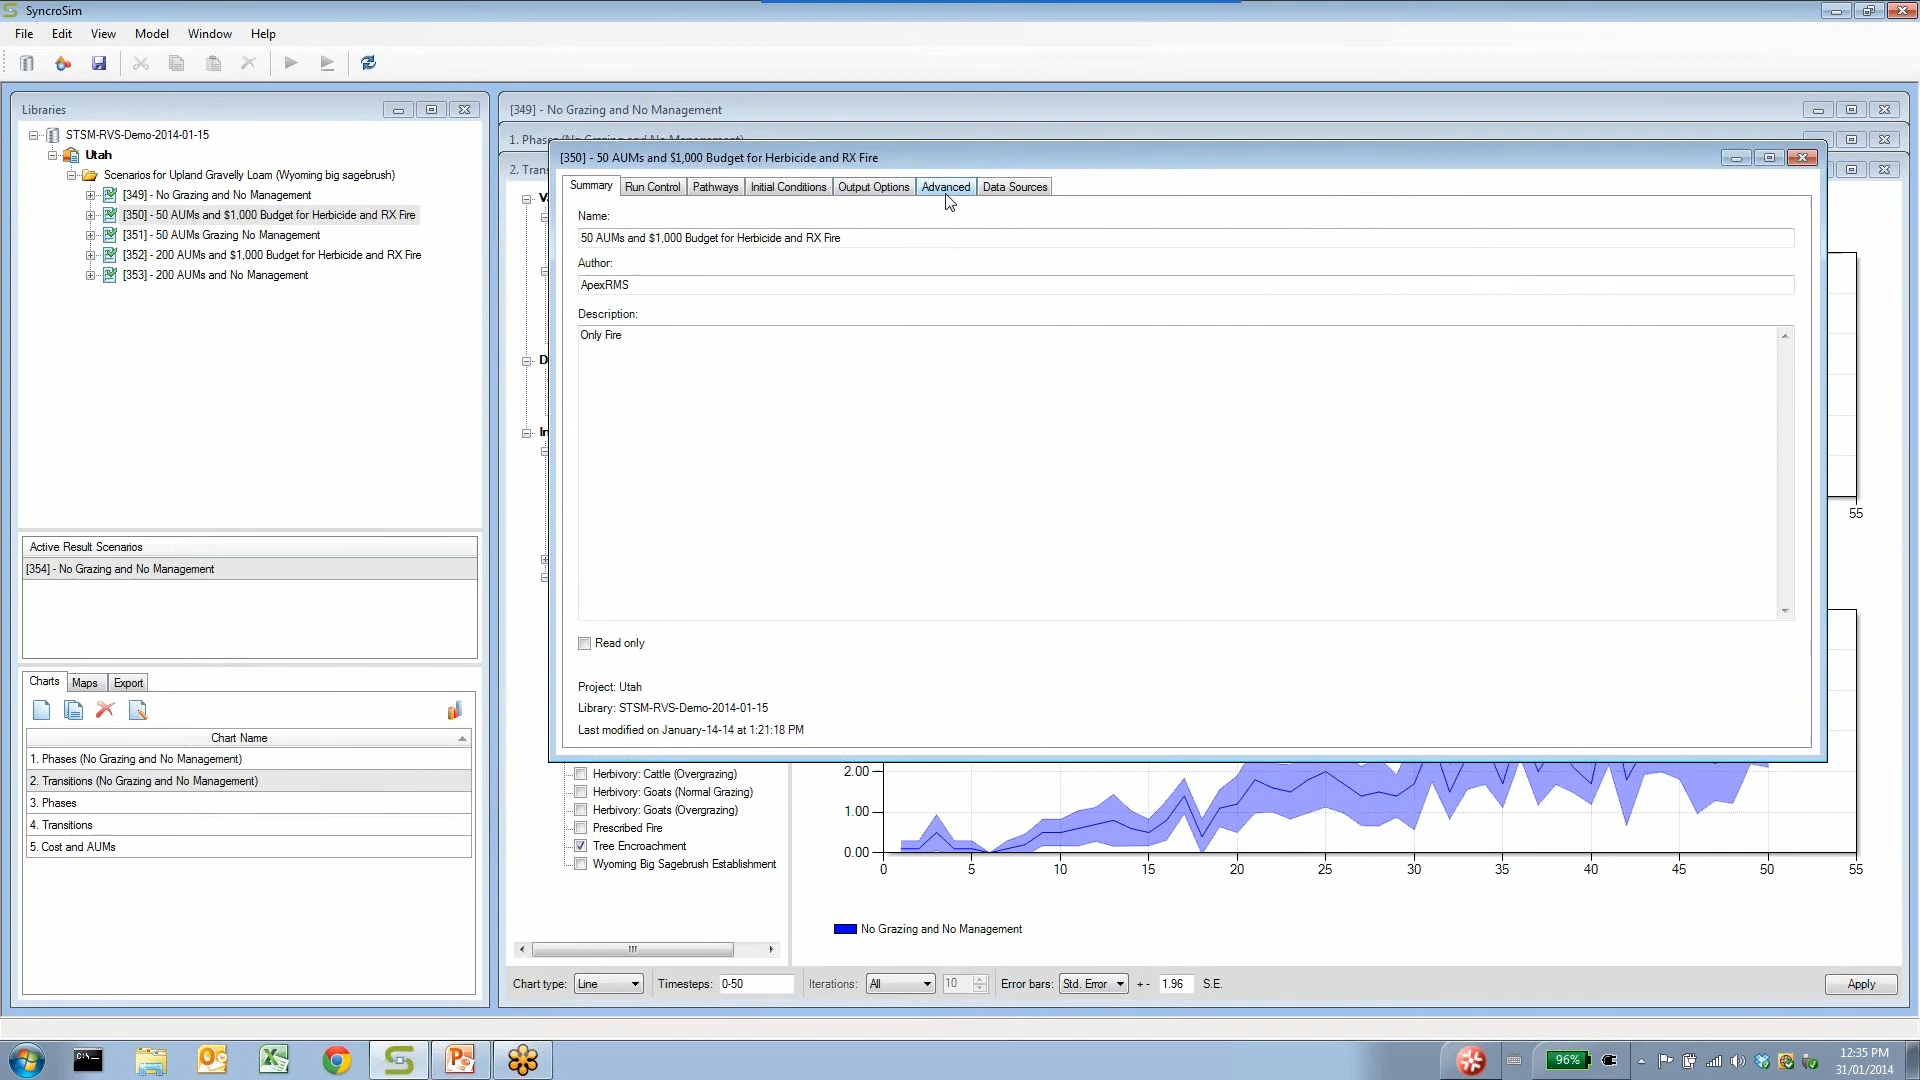 SyncroSim
File Edit View Model Window Help
Libraries
STSM-RVS-Demo-2014-01-15
Utah
Scenarios for Upland Gravelly Loam (Wyoming big sagebrush)
[349] - No Grazing and No Management
[350] - 50 AUMs and $1,000 Budget for Herbicide and RX Fire
[351] - 50 AUMs Grazing No Management
[352] - 200 AUMs and $1,000 Budget for Herbicide and RX Fire
[353] - 200 AUMs and No Management
Active Result Scenarios
[354] - No Grazing and No Management
Charts Maps Export
Chart Name
1. Phases (No Grazing and No Management)
2. Transitions (No Grazing and No Management)
3. Phases
4. Transitions
5. Cost and AUMs
[349] - No Grazing and No Management
1. Phases (No Grazing and No Management)
2. Tran
[350] - 50 AUMs and $1,000 Budget for Herbicide and RX Fire
Summary Run Control Pathways Initial Conditions Output Options Advanced Data Sources
Name:
50 AUMs and $1,000 Budget for Herbicide and RX Fire
Author:
ApexRMS
Description:
Only Fire
Read only
Project: Utah
Library: STSM-RVS-Demo-2014-01-15
Last modified on January-14-14 at 1:21:18 PM
55
Herbivory: Cattle (Overgrazing)
Herbivory: Goats (Normal Grazing)
Herbivory: Goats (Overgrazing)
Prescribed Fire
Tree Encroachment
Wyoming Big Sagebrush Establishment
2.00
1.00
0.00
0 5 10 15 20 25 30 35 40 45 50 55
No Grazing and No Management
Chart type: Line Timesteps: 0-50 Iterations: All 10 Error bars: Std. Error + - 1.96 S.E. Apply
96%
12:35 PM
31/01/2014